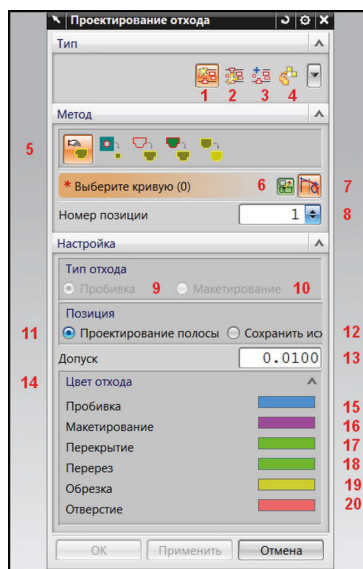 Проектирование отхода
Тип
1 2 3 4
Метод
5
* Выберите кривую (0) 6 7
Номер позиции 1 8
Настройка
Тип отхода
Пробивка 9 Макетирование 10
Позиция
11 Проектирование полосы Сохранить исх 12
Допуск 0.0100 13
14 Цвет отхода
Пробивка 15
Макетирование 16
Перекрытие 17
Перерез 18
Обрезка 19
Отверстие 20
ОК Применить Отмена